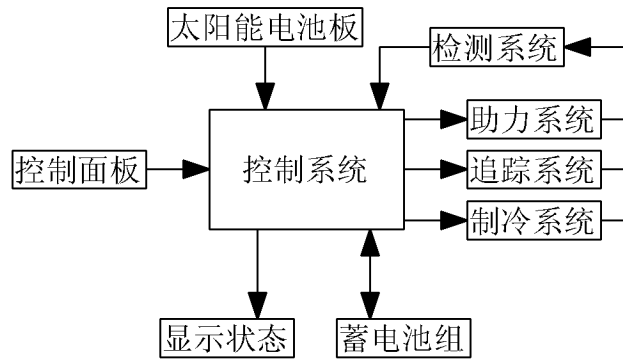 太阳能电池板
检测系统
助力系统
控制面板
控制系统
追踪系统
制冷系统
显示状态
蓄电池组